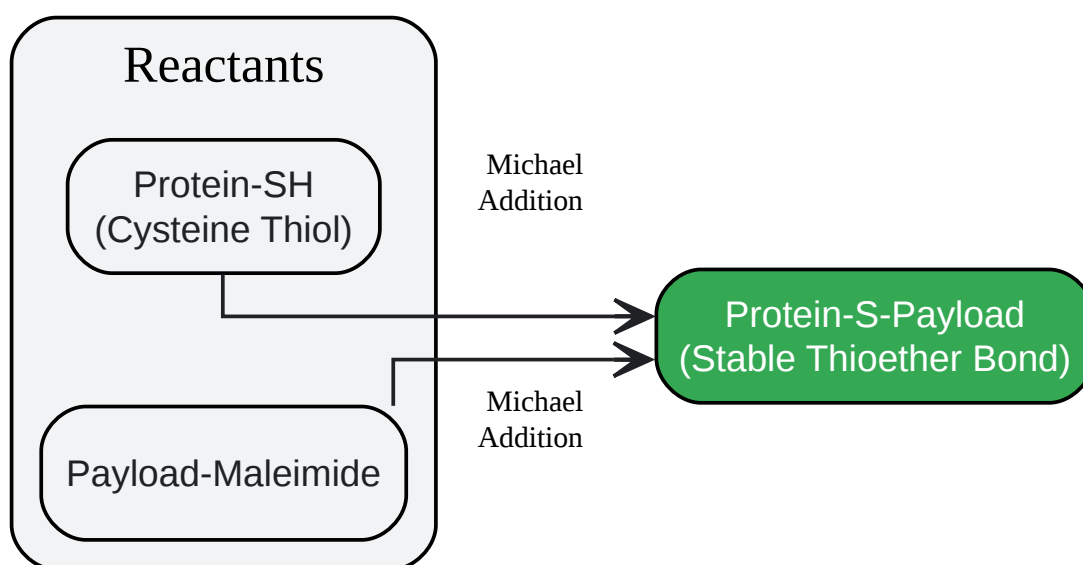 Reactants
Protein-SH
(Cysteine Thiol)
Michael
Addition
Protein-S-Payload
(Stable Thioether Bond)
Michael
Addition
Payload-Maleimide